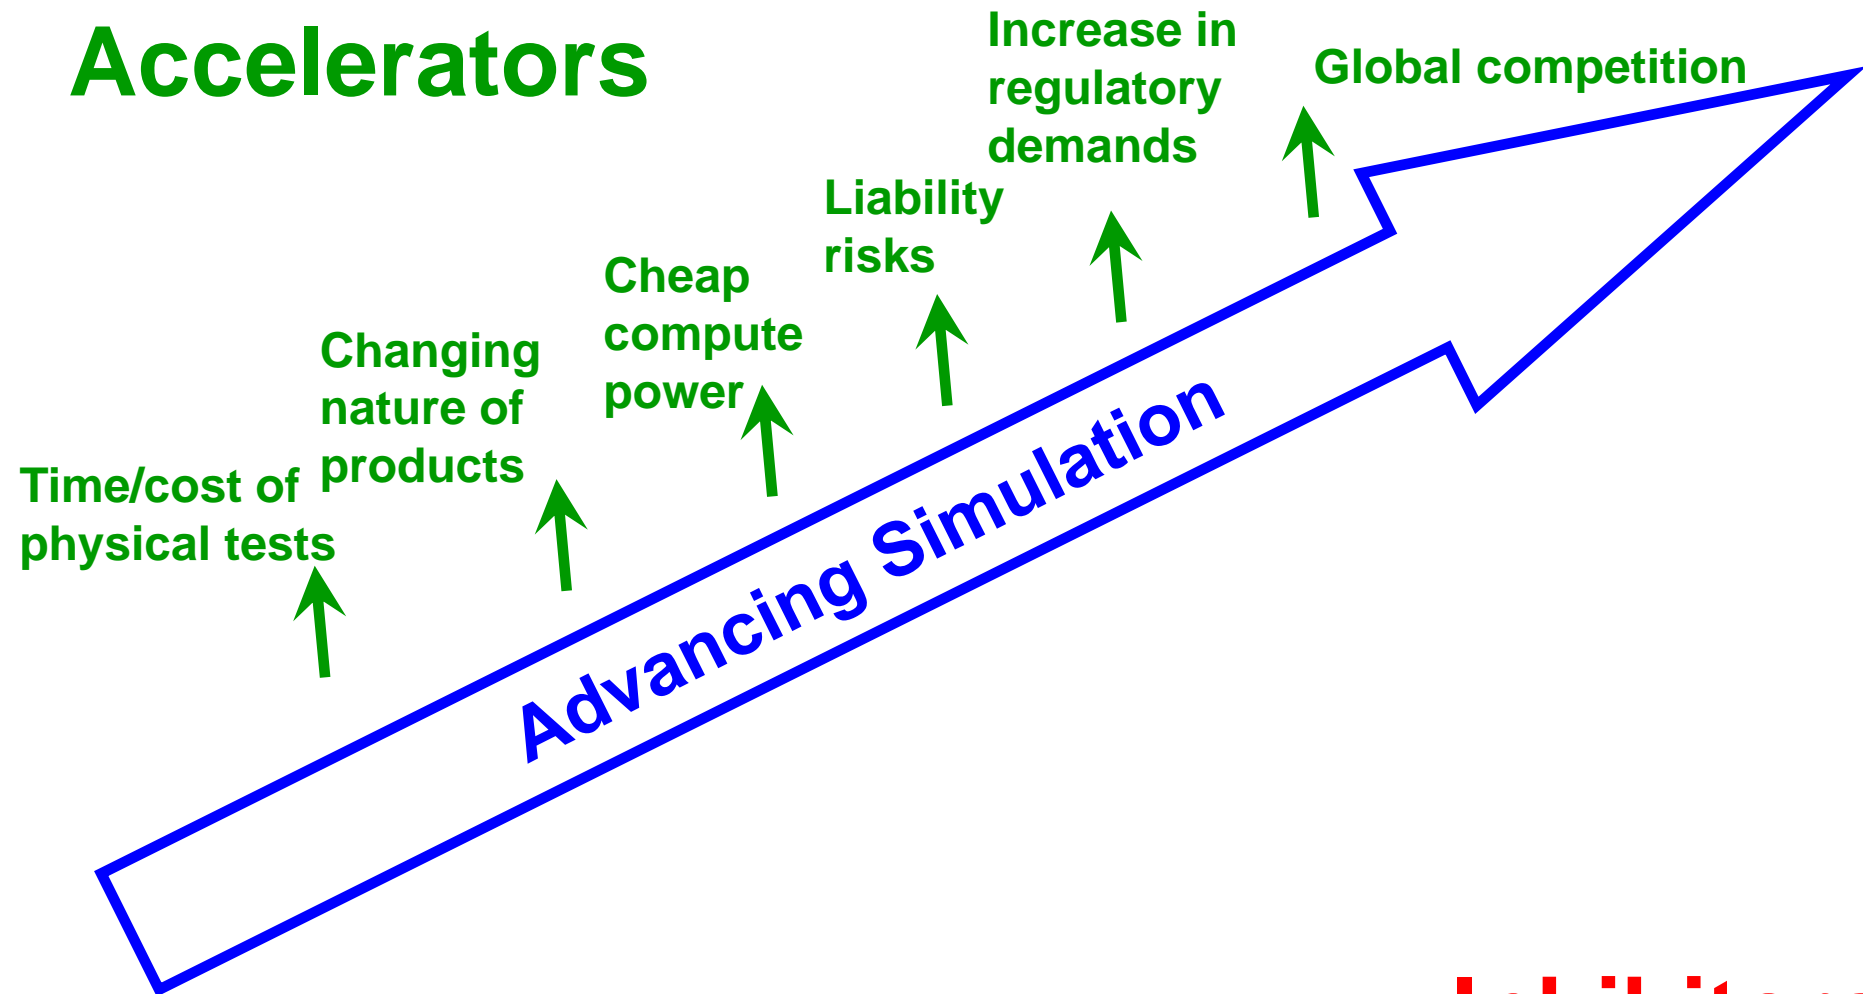 Accelerators
Increase in
regulatory
demands
Global competition
Liability
risks
Cheap
compute
power
Changing
nature of
products
Time/cost of
physical tests
Advancing Simulation